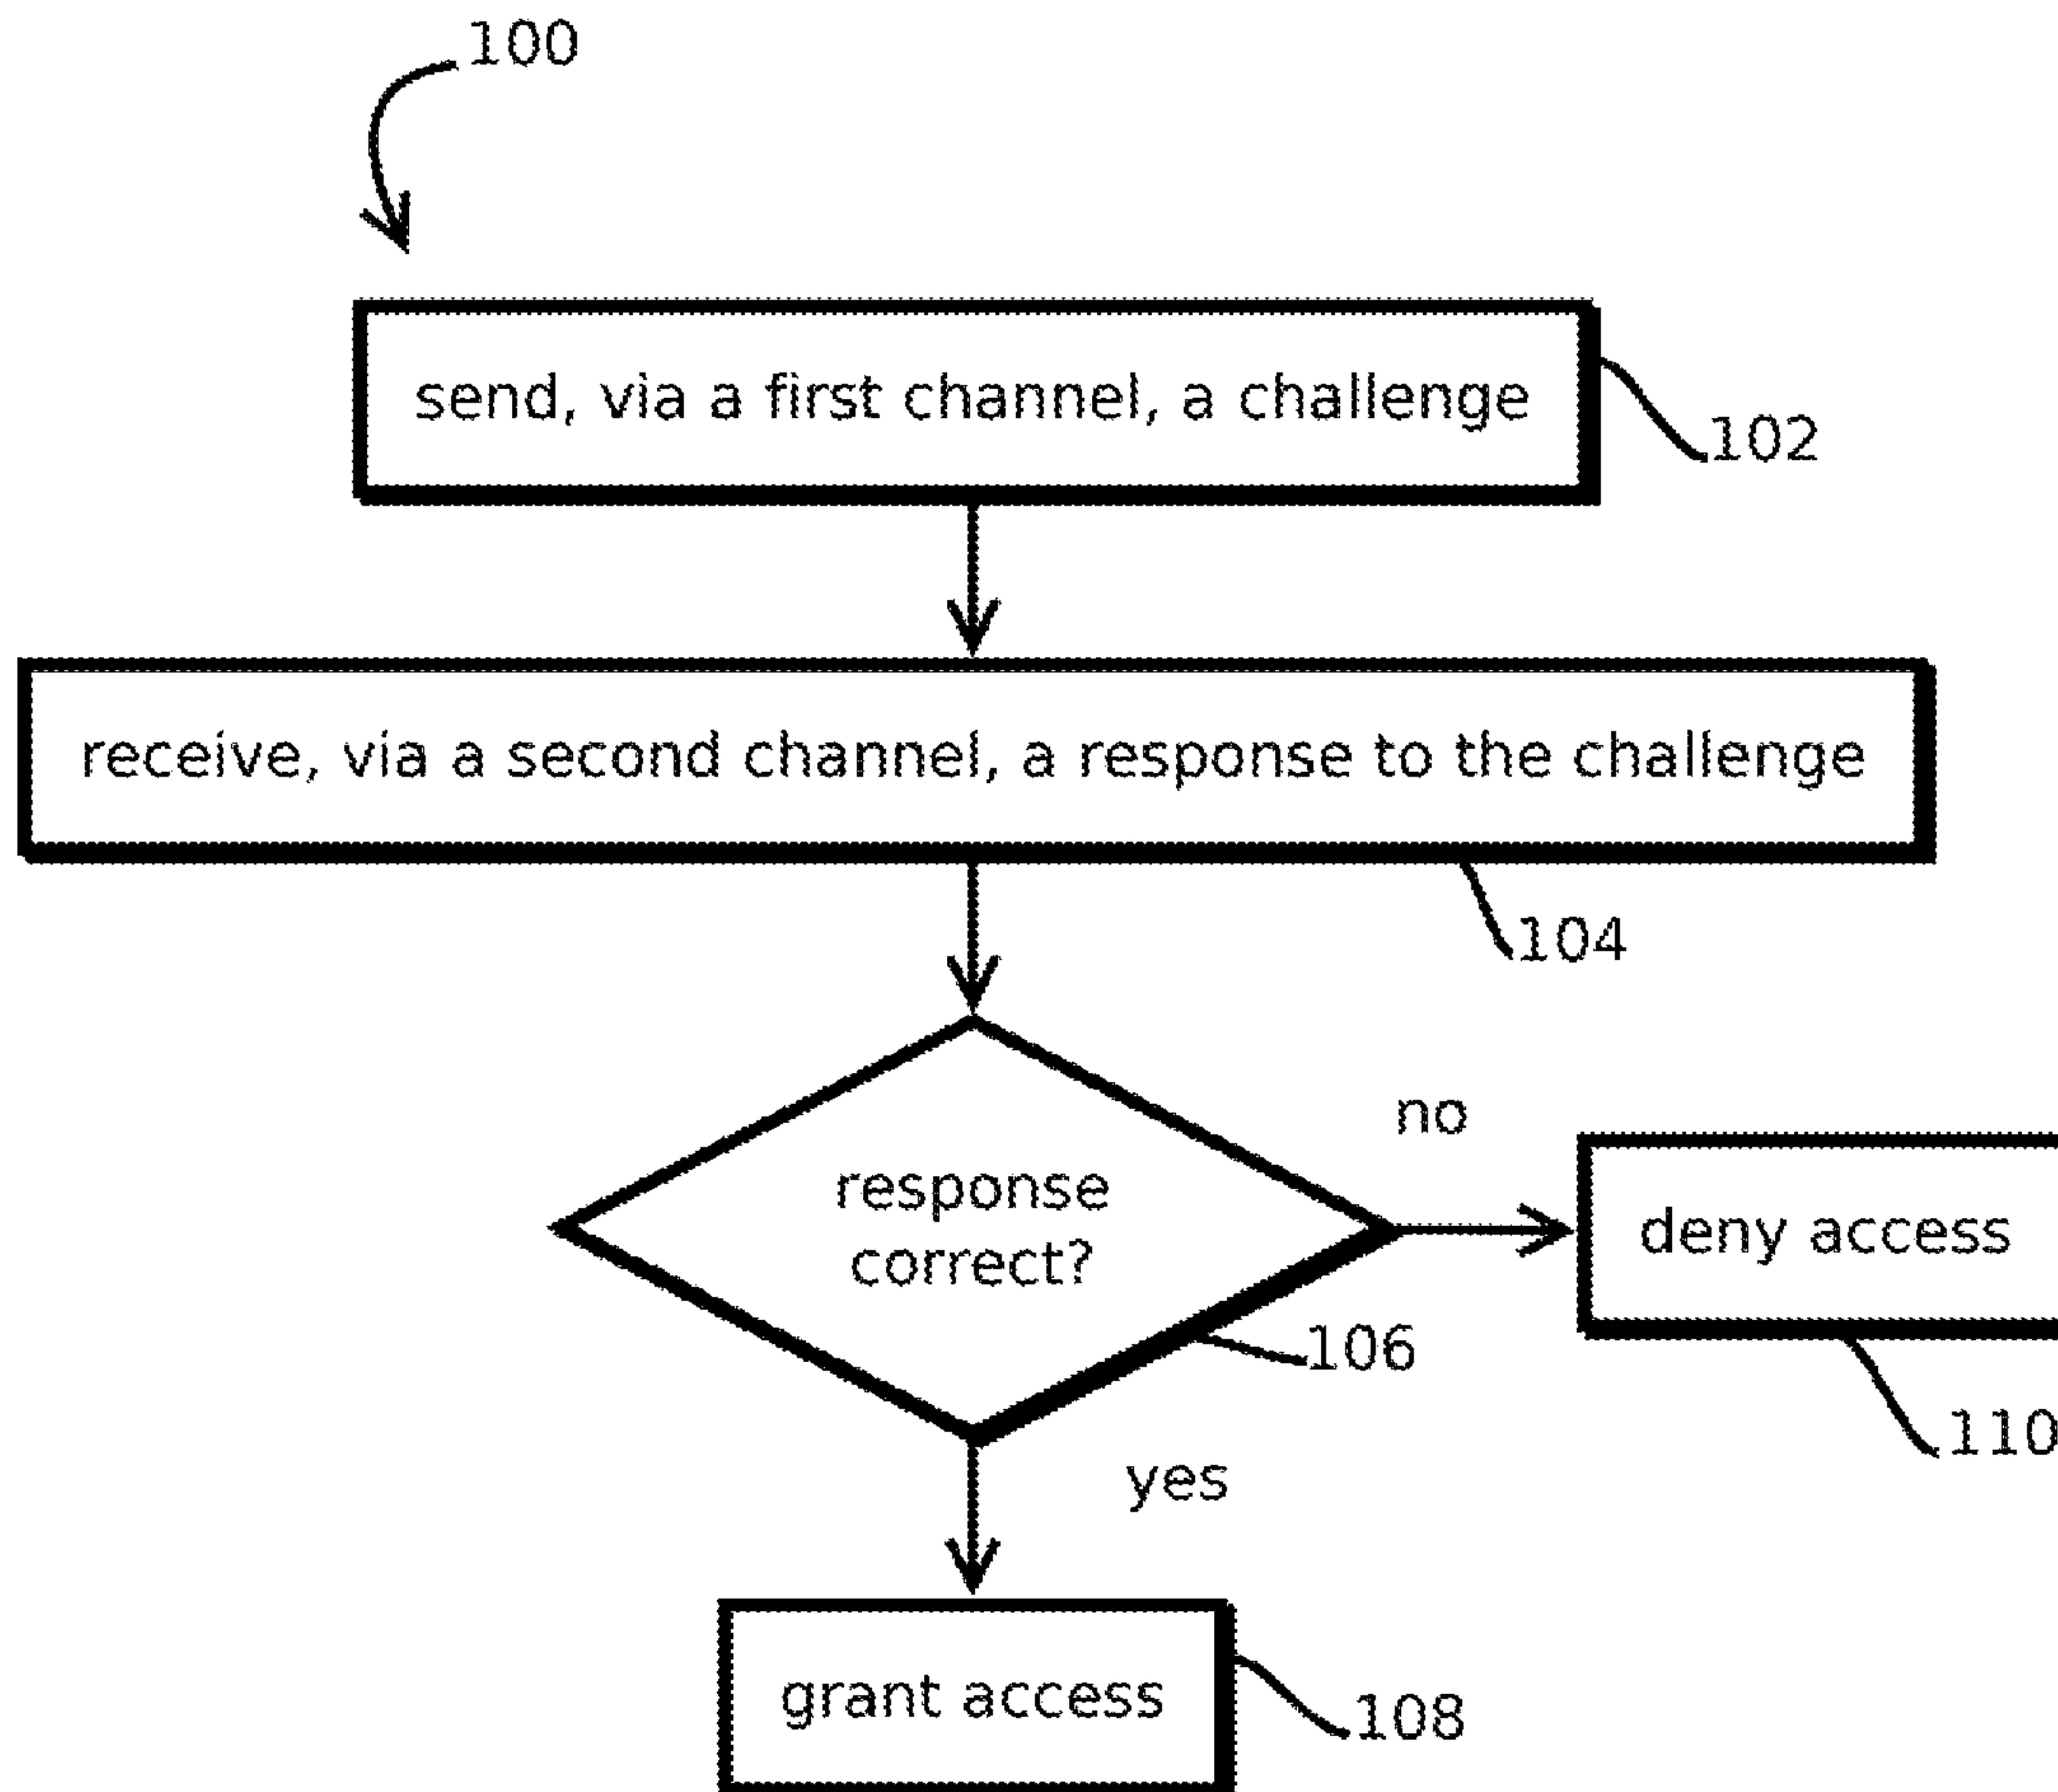 100
send, via a first channel, a challenge
102
receive, via a second channel, a response to the challenge
104
no
response
correct?
deny access
106
110
yes
grant access
108